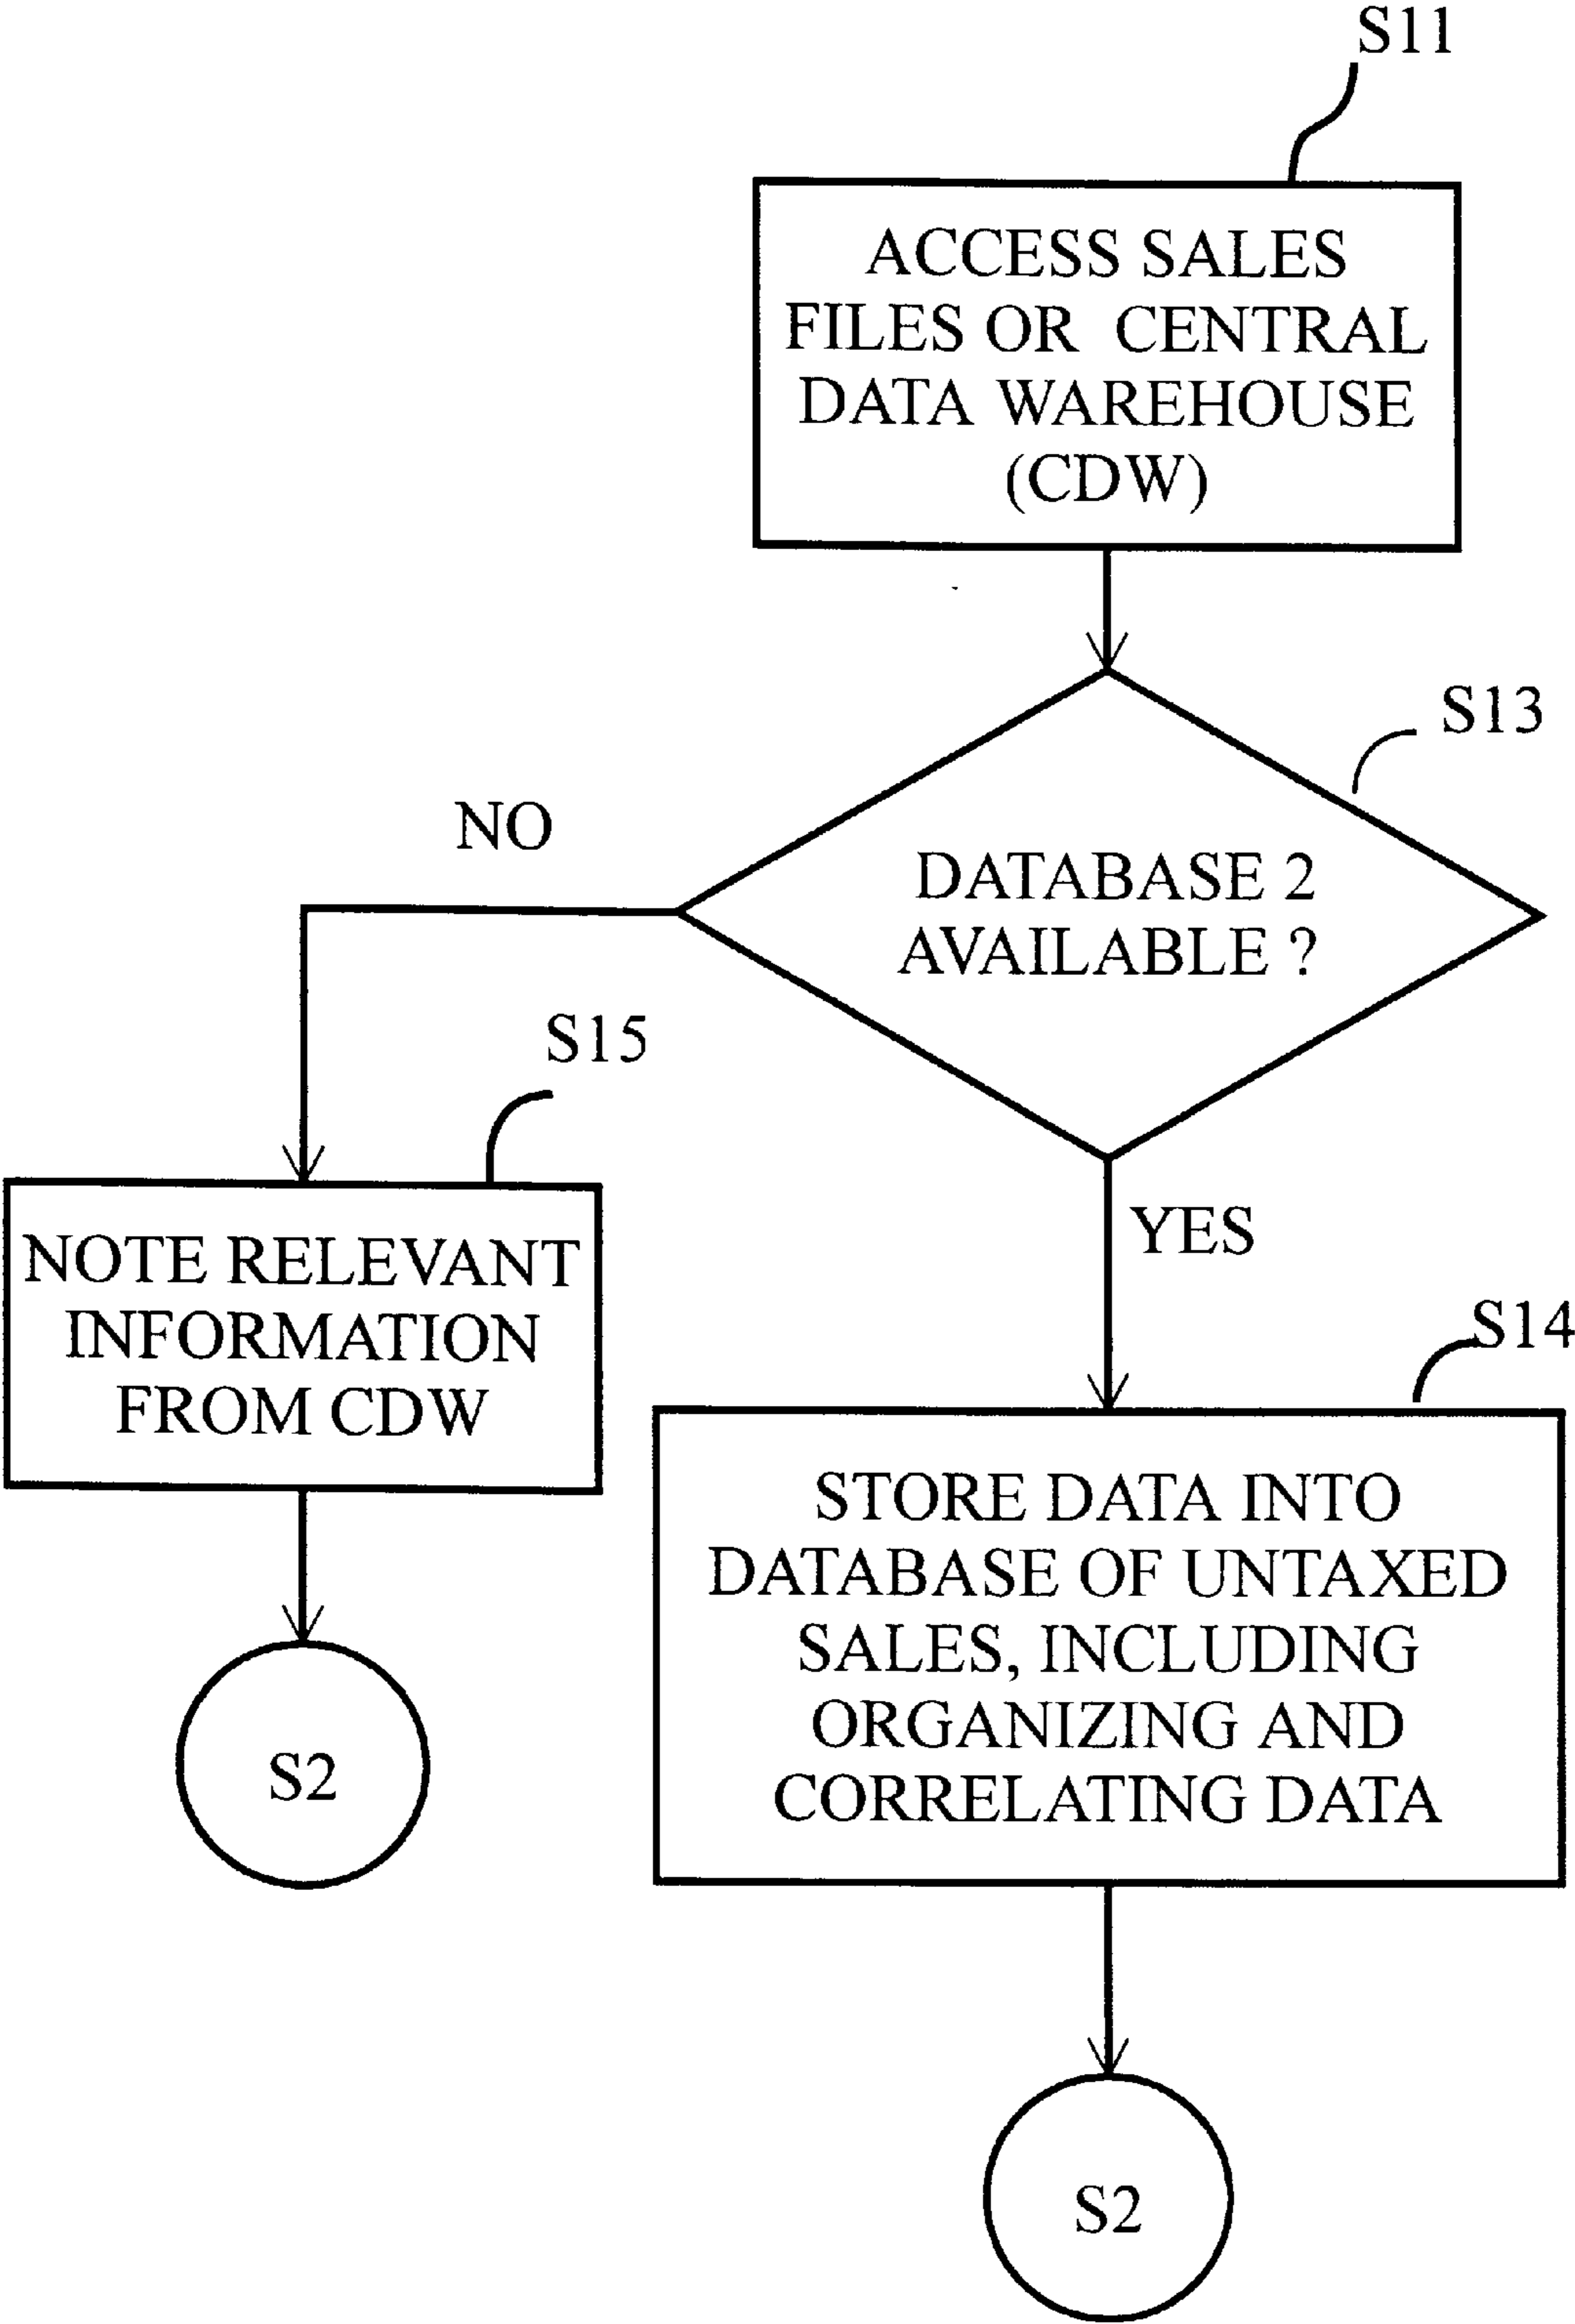 S11
ACCESS SALES
FILES OR CENTRAL
DATA WAREHOUSE
(CDW)
S13
NO
DATABASE 2
AVAILABLE ?
S15
YES
NOTE RELEVANT
INFORMATION
FROM CDW
S14
STORE DATA INTO
DATABASE OF UNTAXED
SALES, INCLUDING
ORGANIZING AND
CORRELATING DATA
S2
S2